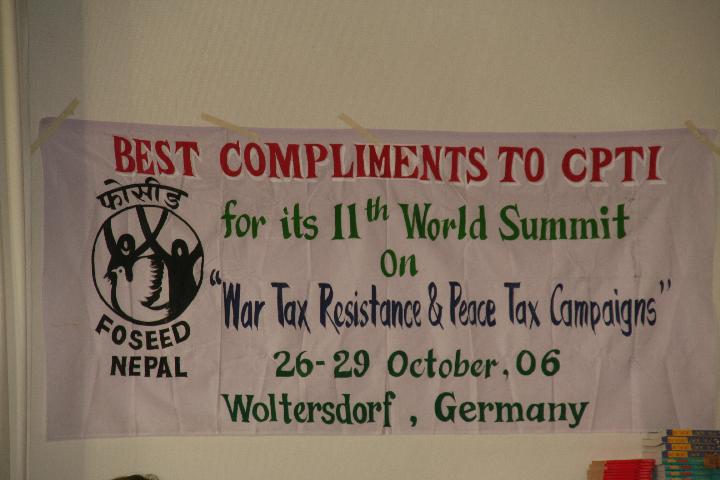 BEST COMPLIMENTS TO CPTI
for its 11th World Summit
On
"War Tax Resistance & Peace Tax Campaigns"
26-29 October, 06
Woltersdorf, Germany
फोसीड
FOSEED
NEPAL